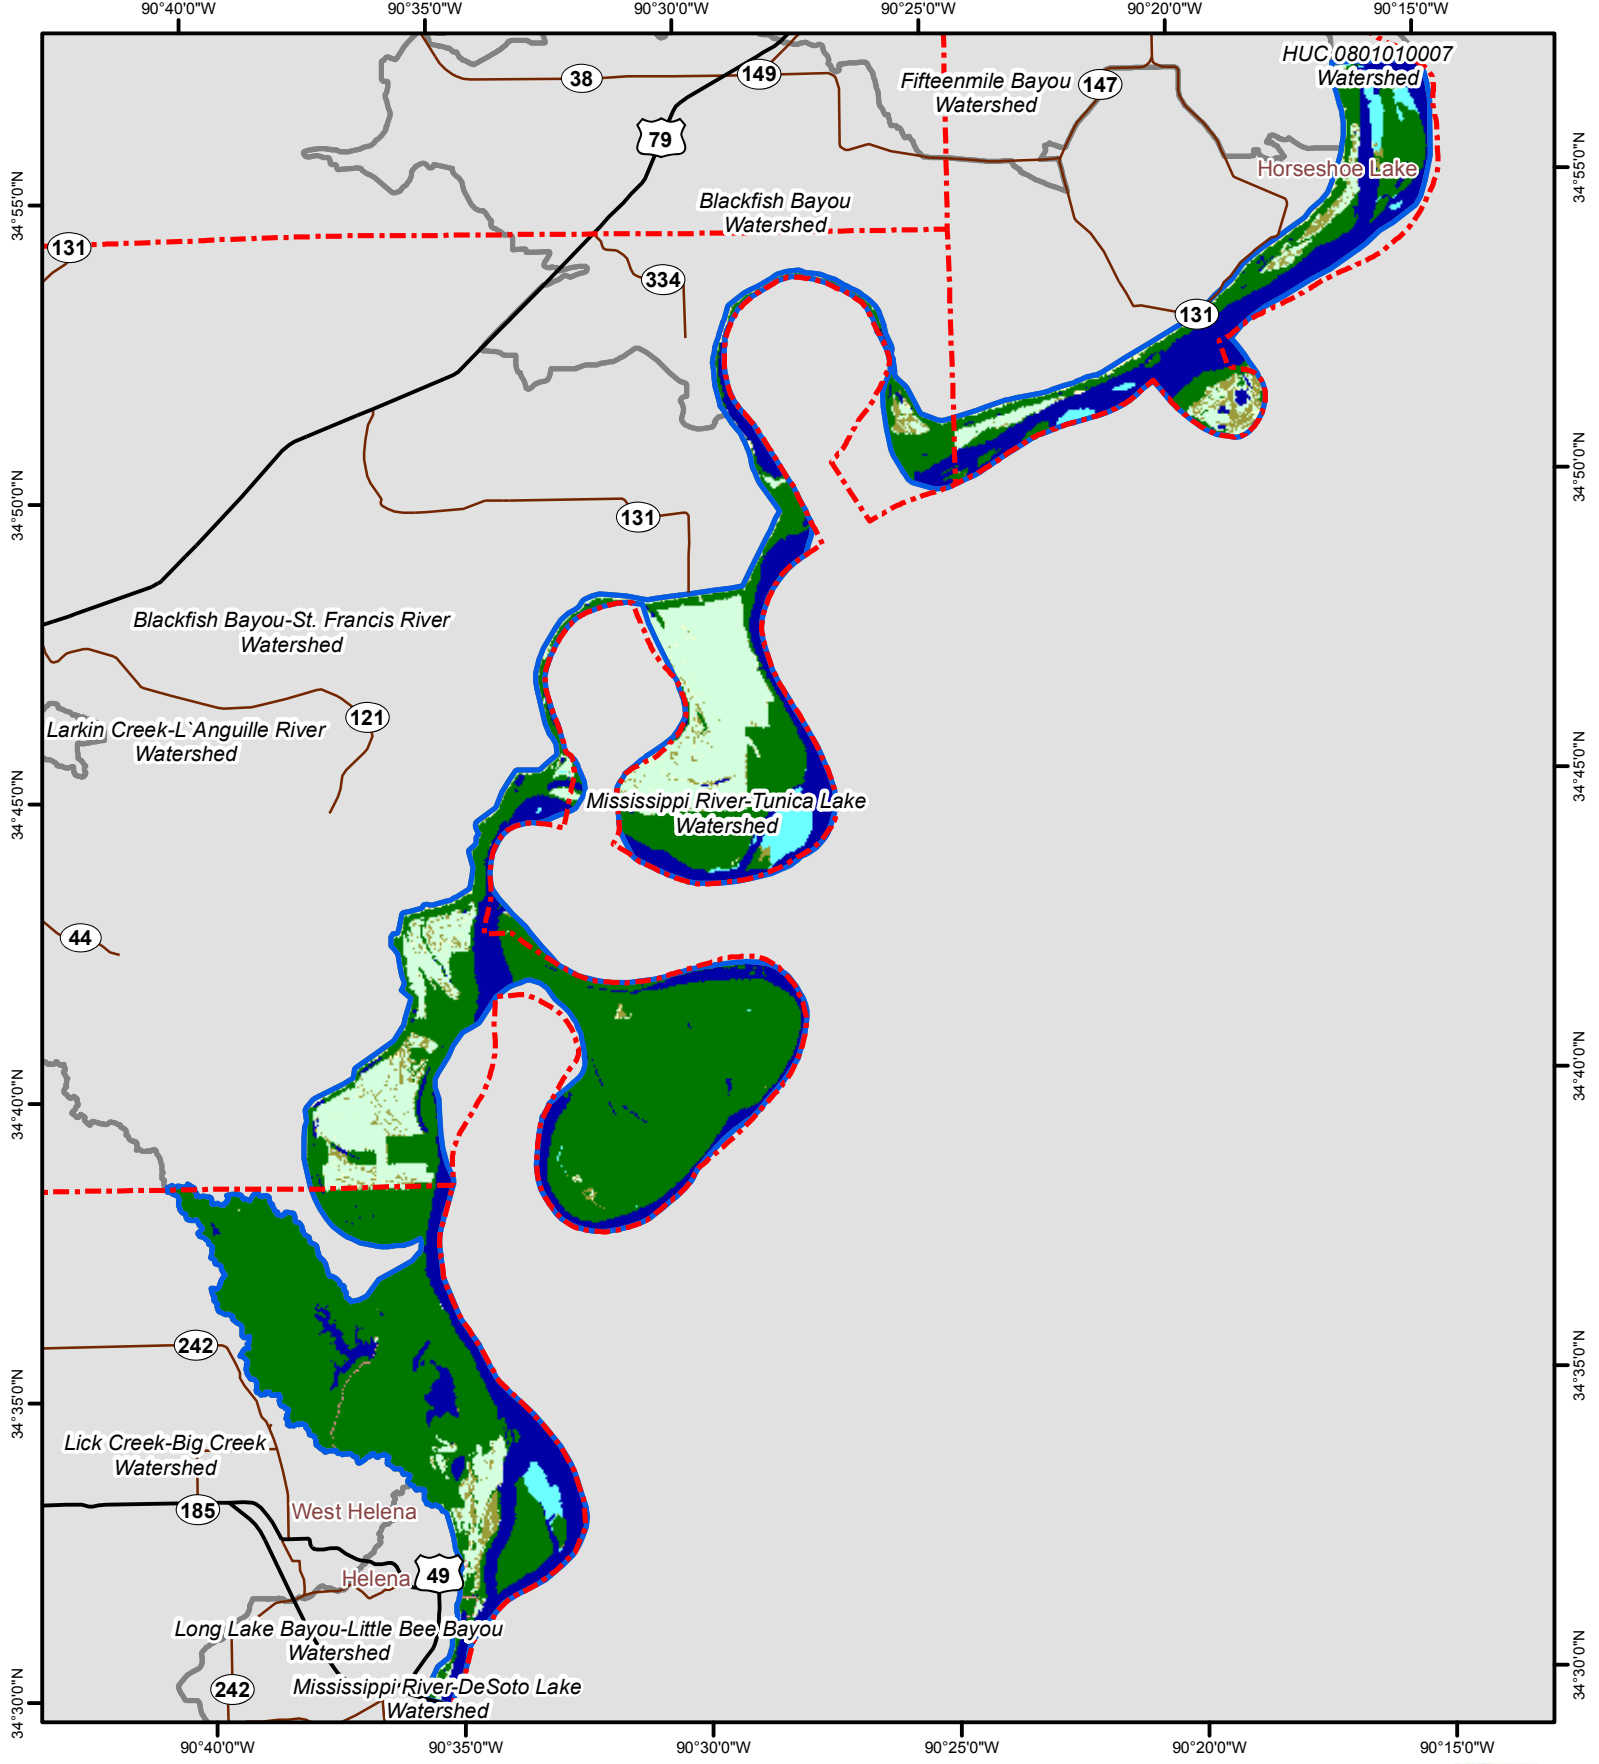 90°40'0"W 90°35'0"W 90°30'0"W 90°25'0"W 90°20'0"W 90°15'0"W
HUC 0801010007
Watershed
38
149
Fifteenmile Bayou
Watershed
147
79
34°55'0"N
34°55'0"N
Horseshoe Lake
Blackfish Bayou
Watershed
131
334
131
34°50'0"N
34°50'0"N
131
Blackfish Bayou-St. Francis River
Watershed
121
Larkin Creek-L`Anguille River
Watershed
34°45'0"N
34°45'0"N
Mississippi River-Tunica Lake
Watershed
44
34°40'0"N
34°40'0"N
242
34°35'0"N
34°35'0"N
Lick Creek-Big Creek
Watershed
185
West Helena
Helena
49
Long Lake Bayou-Little Bee Bayou
Watershed
34°30'0"N
34°30'0"N
242
Mississippi River-DeSoto Lake
Watershed
90°40'0"W 90°35'0"W 90°30'0"W 90°25'0"W 90°20'0"W 90°15'0"W